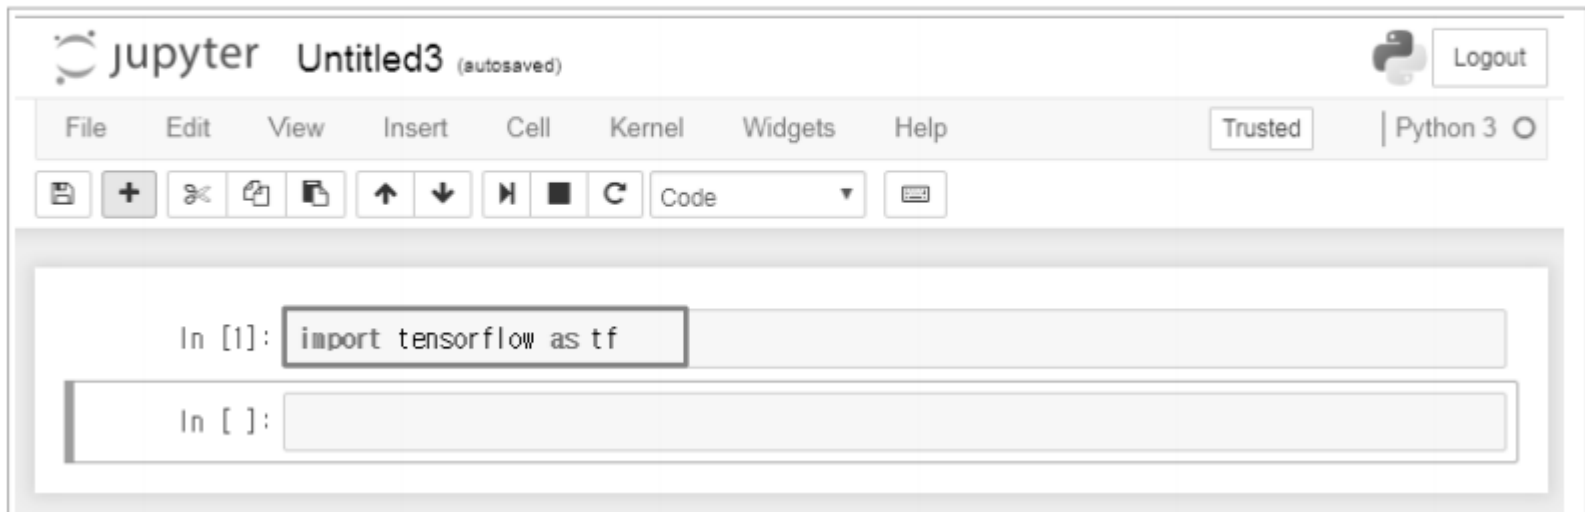 jupyter Untitled3 (autosaved) Logout
File Edit View Insert Cell Kernel Widgets Help Trusted Python 3
Code
In [1]: import tensorflow as tf
In [ ]: